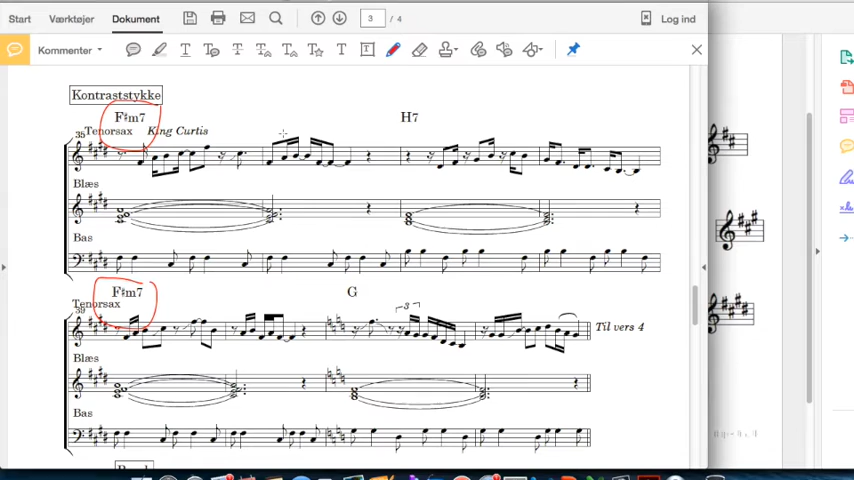 Start Værktøjer Dokument 3 / 4 Log ind
Kommenter
Kontraststykke
F♯m7 H7
Tenorsax King Curtis
35
Blæs
Bas
F♯m7 G
Tenorsax
39
3
Til vers 4
Blæs
Bas